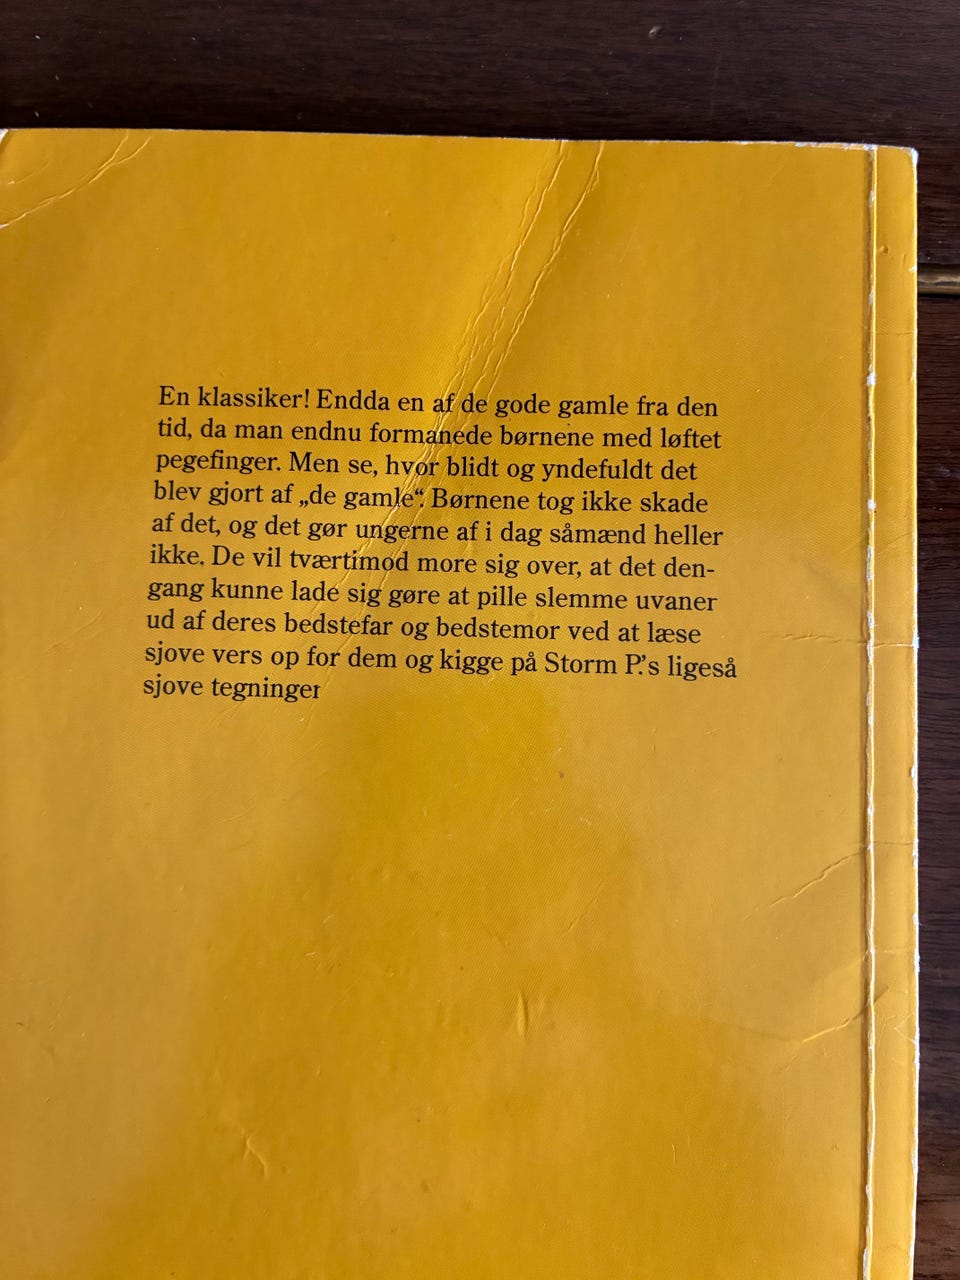 En klassiker! Endda en af de gode gamle fra den
tid, da man endnu formanede børnene med løftet
pegefinger. Men se, hvor blidt og yndefuldt det
blev gjort af „de gamle“. Børnene tog ikke skade
af det, og det gør ungerne af i dag såmænd heller
ikke. De vil tværtimod more sig over, at det den-
gang kunne lade sig gøre at pille slemme uvaner
ud af deres bedstefar og bedstemor ved at læse
sjove vers op for dem og kigge på Storm P.'s ligeså
sjove tegninger